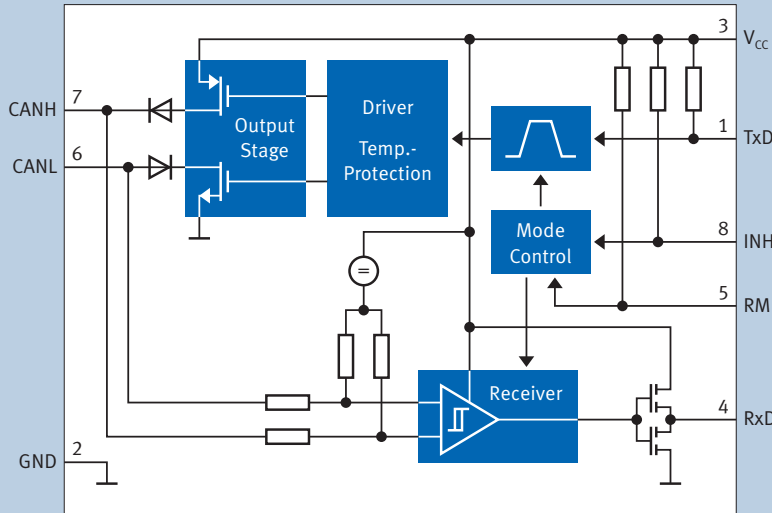 3
V_CC
7
CANH
Driver
Output
Stage
Temp.-
Protection
1
TxD
6
CANL
8
INH
Mode
Control
=
5
RM
Receiver
4
RxD
2
GND